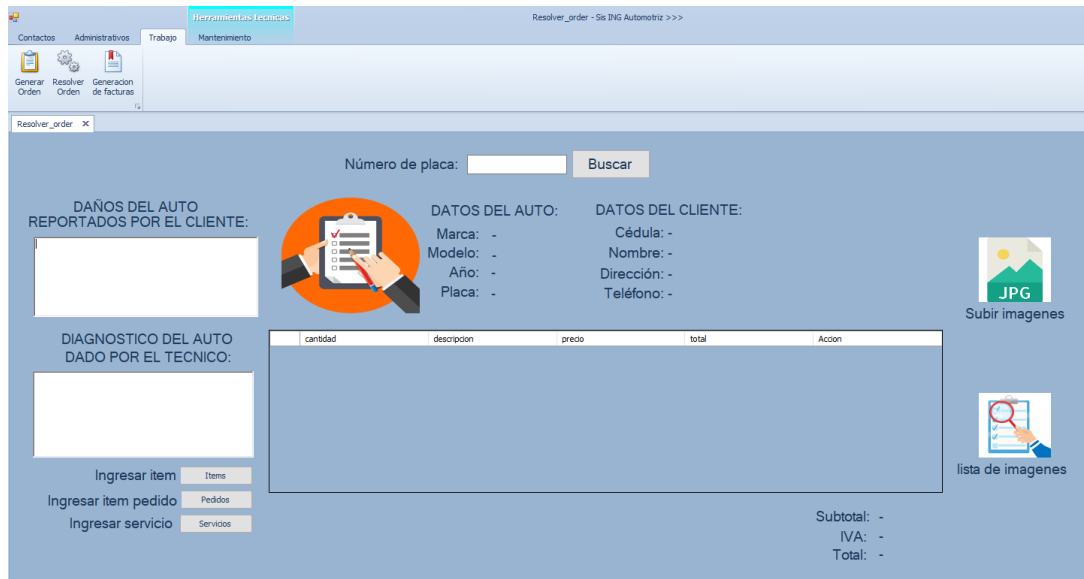 Herramientas tecnicas
Resolver_order - Sis ING Automotriz >>>
Contactos Administrativos Trabajo Mantenimiento
Generar Orden
Resolver Orden
Generacion de facturas
Resolver_order
Número de placa: Buscar
DAÑOS DEL AUTO
REPORTADOS POR EL CLIENTE:
DATOS DEL AUTO:
Marca: -
Modelo: -
Año: -
Placa: -
DATOS DEL CLIENTE:
Cédula: -
Nombre: -
Dirección: -
Teléfono: -
JPG
Subir imagenes
DIAGNOSTICO DEL AUTO
DADO POR EL TECNICO:
cantidad descripcion precio total Accion
lista de imagenes
Ingresar item Items
Ingresar item pedido Pedidos
Ingresar servicio Servicios
Subtotal: -
IVA: -
Total: -